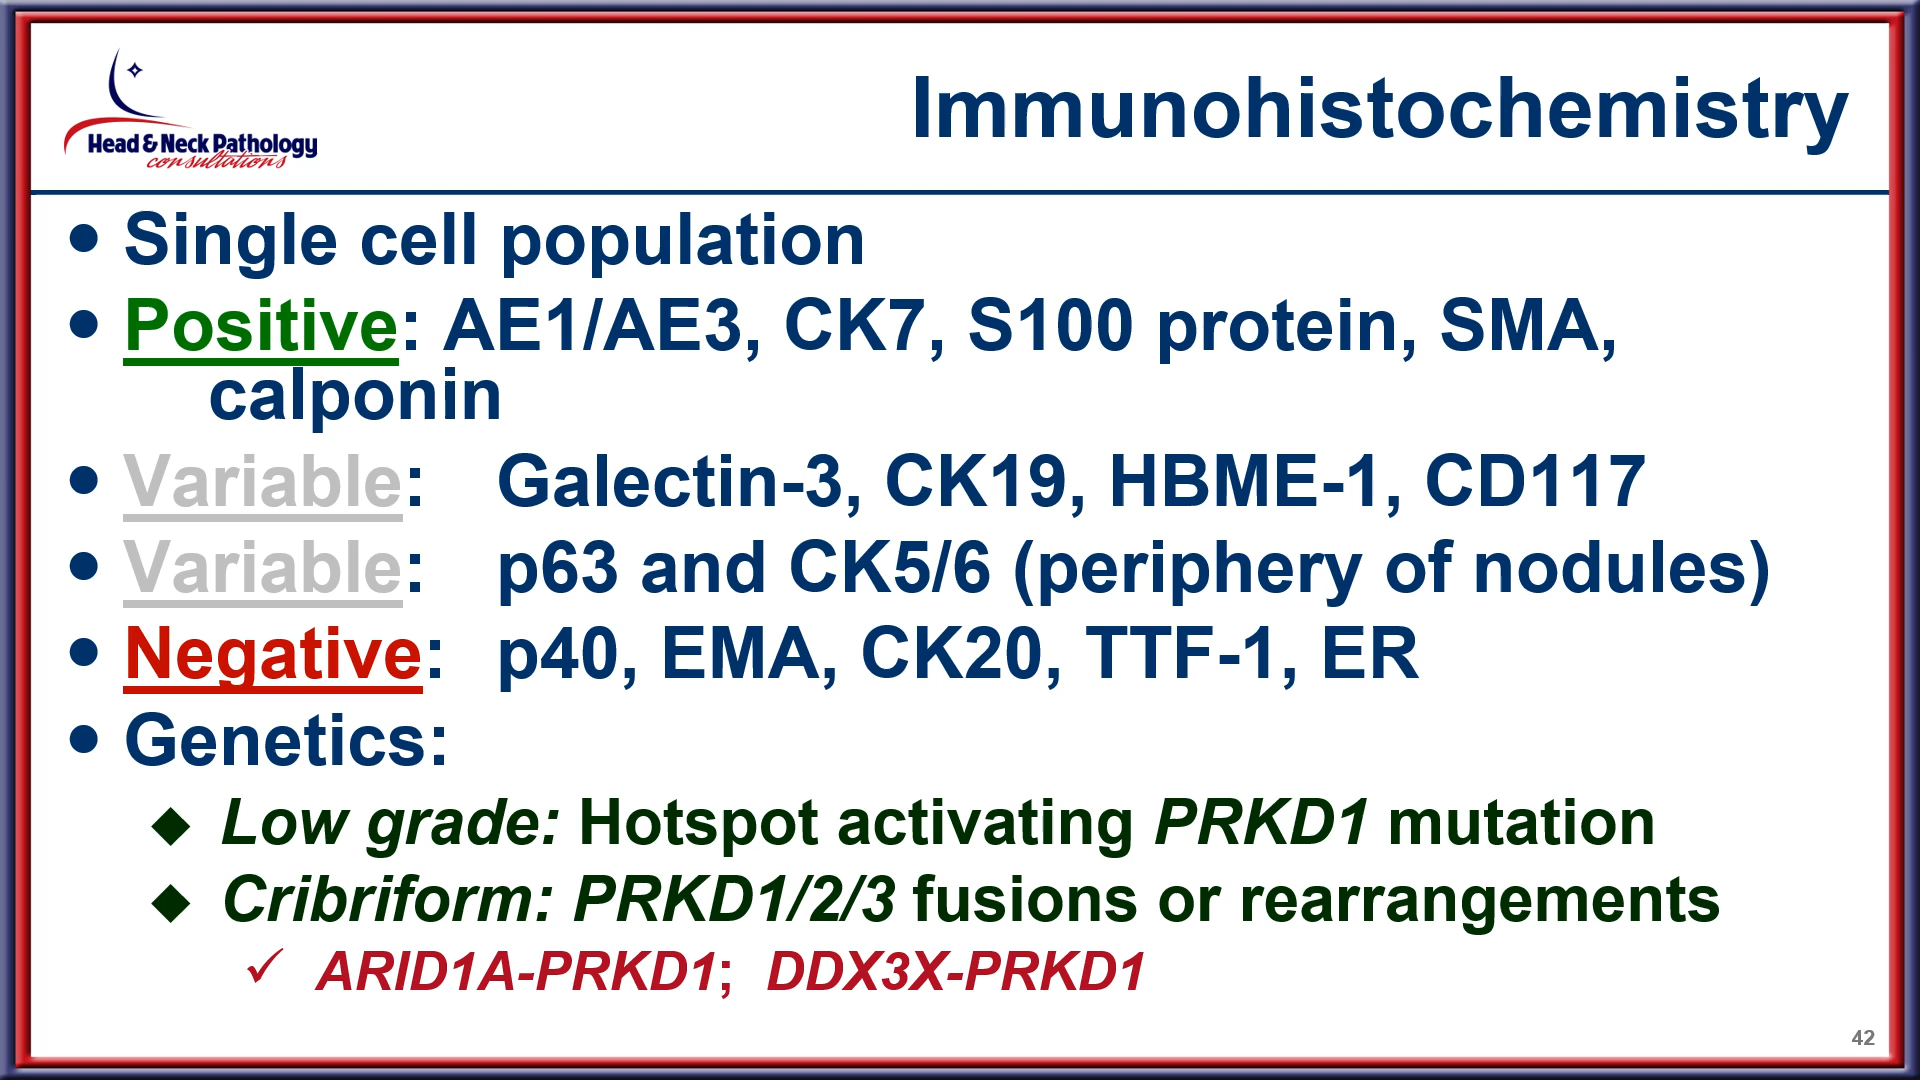 Head & Neck Pathology
consultations
Immunohistochemistry
● Single cell population
● Positive: AE1/AE3, CK7, S100 protein, SMA,
calponin
● Variable: Galectin-3, CK19, HBME-1, CD117
● Variable: p63 and CK5/6 (periphery of nodules)
● Negative: p40, EMA, CK20, TTF-1, ER
● Genetics:
◆ Low grade: Hotspot activating PRKD1 mutation
◆ Cribriform: PRKD1/2/3 fusions or rearrangements
✓ ARID1A-PRKD1; DDX3X-PRKD1
42